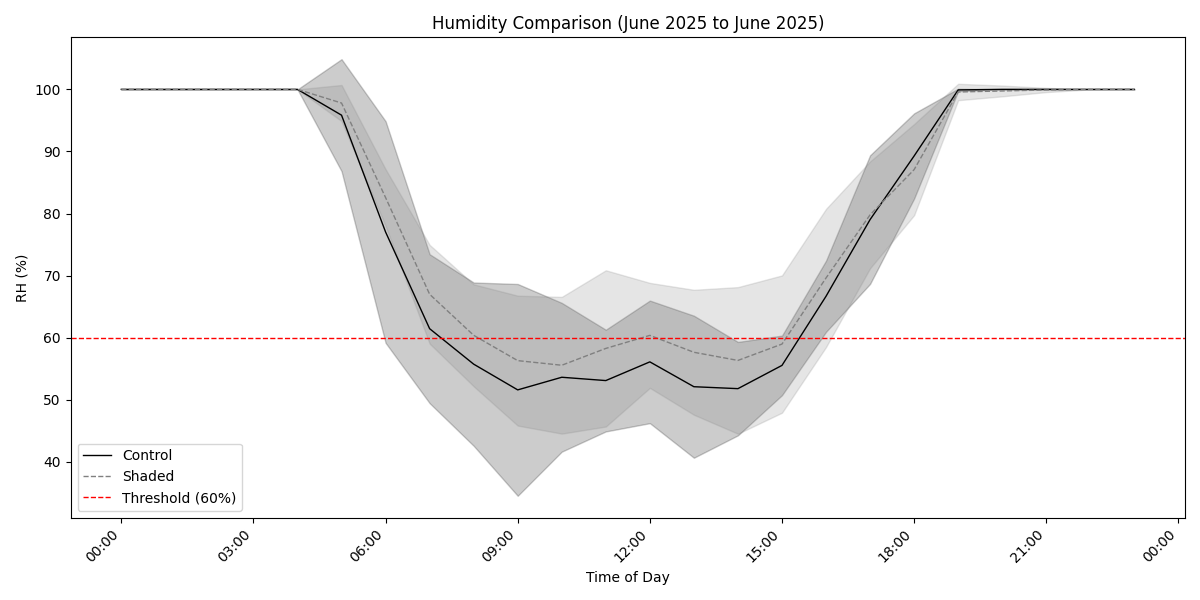 Humidity Comparison (June 2025 to June 2025)
RH (%)
100
90
80
70
60
50
40
Control
Shaded
Threshold (60%)
00:00
03:00
06:00
09:00
12:00
15:00
18:00
21:00
00:00
Time of Day